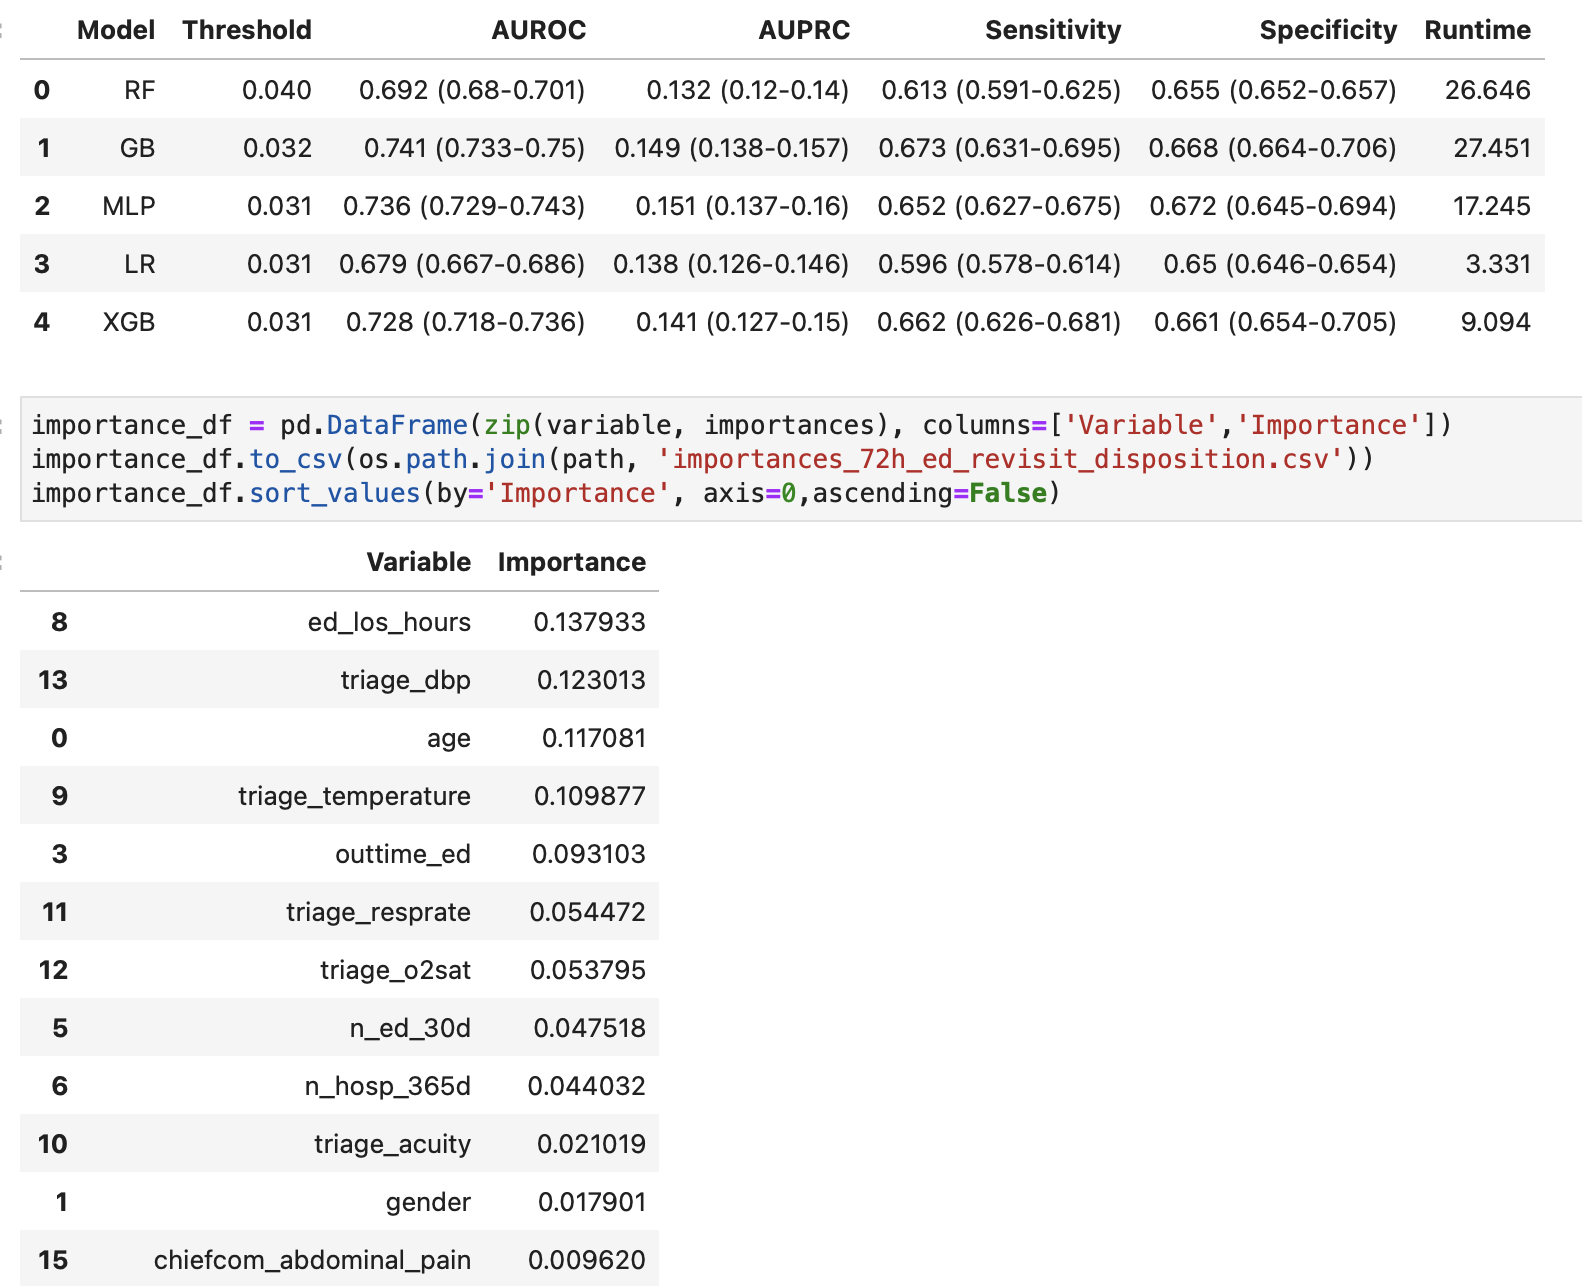 Model Threshold AUROC AUPRC Sensitivity Specificity Runtime
0 RF 0.040 0.692 (0.68-0.701) 0.132 (0.12-0.14) 0.613 (0.591-0.625) 0.655 (0.652-0.657) 26.646
1 GB 0.032 0.741 (0.733-0.75) 0.149 (0.138-0.157) 0.673 (0.631-0.695) 0.668 (0.664-0.706) 27.451
2 MLP 0.031 0.736 (0.729-0.743) 0.151 (0.137-0.16) 0.652 (0.627-0.675) 0.672 (0.645-0.694) 17.245
3 LR 0.031 0.679 (0.667-0.686) 0.138 (0.126-0.146) 0.596 (0.578-0.614) 0.65 (0.646-0.654) 3.331
4 XGB 0.031 0.728 (0.718-0.736) 0.141 (0.127-0.15) 0.662 (0.626-0.681) 0.661 (0.654-0.705) 9.094
importance_df = pd.DataFrame(zip(variable, importances), columns=['Variable','Importance'])
importance_df.to_csv(os.path.join(path, 'importances_72h_ed_revisit_disposition.csv'))
importance_df.sort_values(by='Importance', axis=0,ascending=False)
Variable Importance
8 ed_los_hours 0.137933
13 triage_dbp 0.123013
0 age 0.117081
9 triage_temperature 0.109877
3 outtime_ed 0.093103
11 triage_resprate 0.054472
12 triage_o2sat 0.053795
5 n_ed_30d 0.047518
6 n_hosp_365d 0.044032
10 triage_acuity 0.021019
1 gender 0.017901
15 chiefcom_abdominal_pain 0.009620